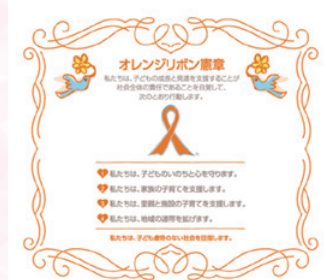 オレンジリボン憲章
私たちは、子どもの成長と発達を支援することが
社会全体の責任であることを自覚して、
次のとおり行動します。
1 私たちは、子どものいのちと心を守ります。
2 私たちは、家族の子育てを支援します。
3 私たちは、里親と施設の子育てを支援します。
4 私たちは、地域の連帯を拡げます。
私たちは、子ども虐待のない社会を目指します。